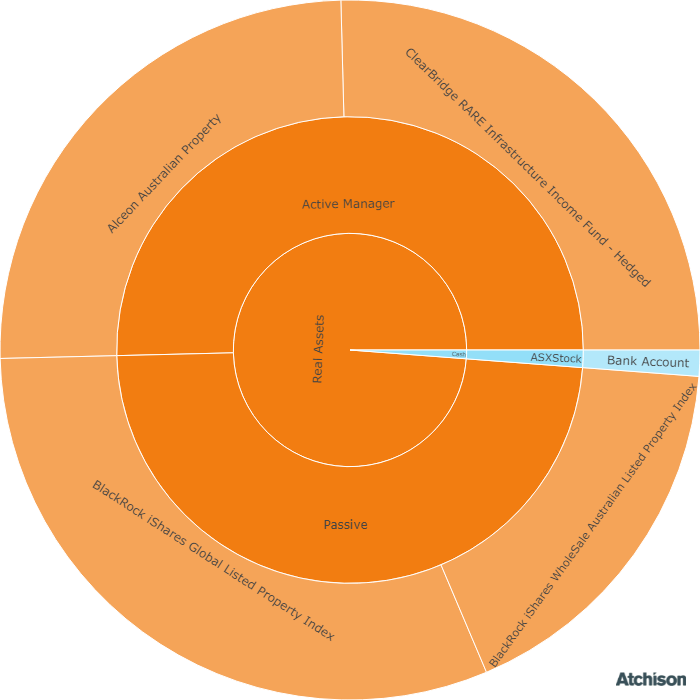 ClearBridge RARE Infrastructure Income Fund - Hedged
Alceon Australian Property
Active Manager
Real Assets
Cash
ASXStock
Bank Account
Passive
BlackRock iShares Global Listed Property Index
BlackRock iShares WholeSale Australian Listed Property Index
Atchison